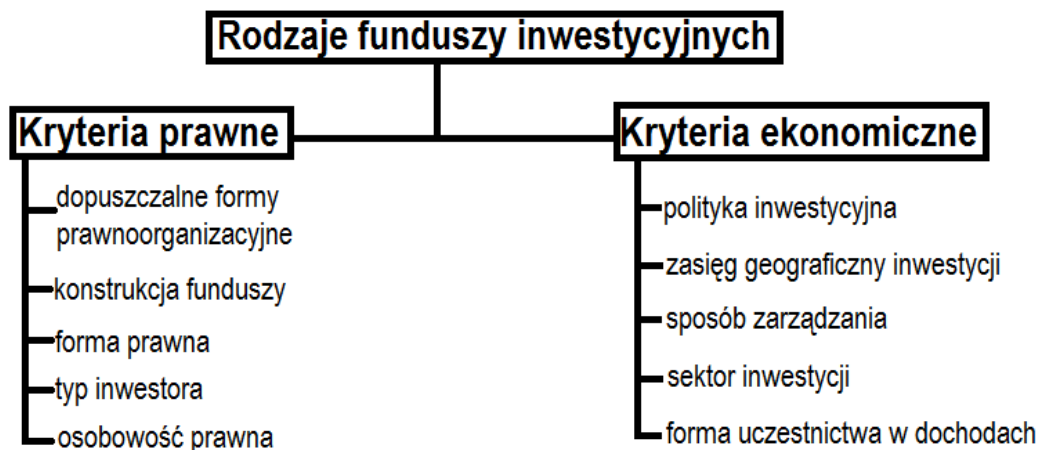 Rodzaje funduszy inwestycyjnych
Kryteria prawne
dopuszczalne formy
prawnoorganizacyjne
konstrukcja funduszy
forma prawna
typ inwestora
osobowość prawna
Kryteria ekonomiczne
polityka inwestycyjna
zasięg geograficzny inwestycji
sposób zarządzania
sektor inwestycji
forma uczestnictwa w dochodach